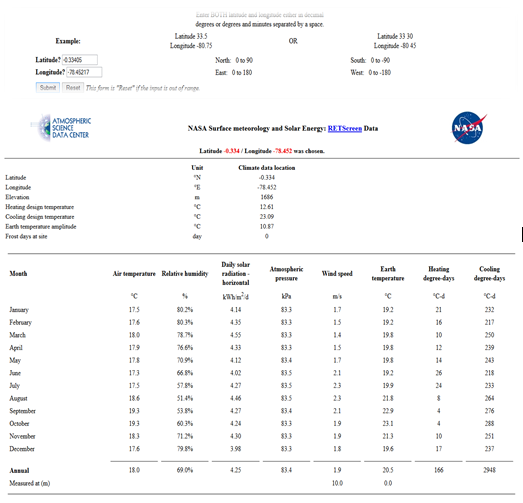 Enter BOTH latitude and longitude either in decimal
degrees or degrees and minutes separated by a space.
Example: Latitude 33.5 Longitude -80.75 OR Latitude 33 30 Longitude -80 45
Latitude? -0.33405 North: 0 to 90 South: 0 to -90
Longitude? -78.45217 East: 0 to 180 West: 0 to -180
Submit Reset This form is "Reset" if the input is out of range.
ATMOSPHERIC
SCIENCE
DATA CENTER
NASA Surface meteorology and Solar Energy: RETScreen Data
NASA
Latitude -0.334 / Longitude -78.452 was chosen.
Unit Climate data location
Latitude °N -0.334
Longitude °E -78.452
Elevation m 1686
Heating design temperature °C 12.61
Cooling design temperature °C 23.09
Earth temperature amplitude °C 10.87
Frost days at site day 0
Month Air temperature Relative humidity Daily solar radiation - horizontal Atmospheric pressure Wind speed Earth temperature Heating degree-days Cooling degree-days
°C % kWh/m²/d kPa m/s °C °C-d °C-d
January 17.5 80.2% 4.14 83.3 1.7 19.2 21 232
February 17.6 80.3% 4.35 83.3 1.5 19.2 16 217
March 18.0 78.7% 4.55 83.3 1.4 19.8 10 250
April 17.9 76.6% 4.33 83.3 1.5 19.8 12 239
May 17.8 70.9% 4.12 83.4 1.7 19.8 14 243
June 17.3 66.8% 4.02 83.5 2.1 19.2 26 218
July 17.5 57.8% 4.27 83.5 2.3 19.9 24 233
August 18.6 51.4% 4.46 83.5 2.3 21.8 8 264
September 19.3 53.8% 4.27 83.4 2.1 22.9 4 276
October 19.3 60.3% 4.24 83.3 1.9 23.1 4 288
November 18.3 71.2% 4.30 83.3 1.9 21.3 10 251
December 17.6 79.8% 3.98 83.3 1.8 19.6 17 237
Annual 18.0 69.0% 4.25 83.4 1.9 20.5 166 2948
Measured at (m) 10.0 0.0